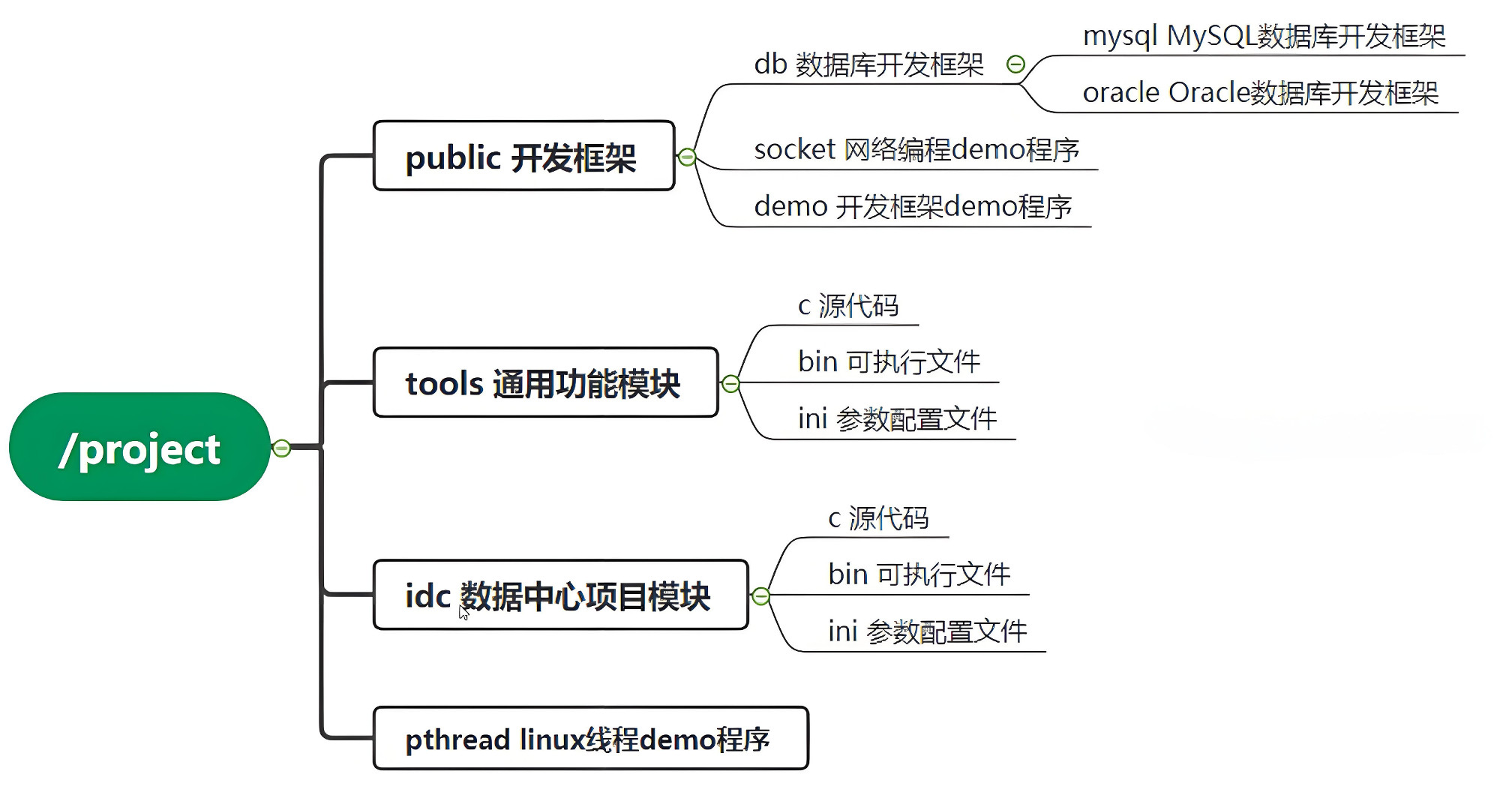 /project
public 开发框架
db 数据库开发框架
mysql MySQL数据库开发框架
oracle Oracle数据库开发框架
socket 网络编程demo程序
demo 开发框架demo程序
tools 通用功能模块
c 源代码
bin 可执行文件
ini 参数配置文件
idc 数据中心项目模块
c 源代码
bin 可执行文件
ini 参数配置文件
pthread linux线程demo程序